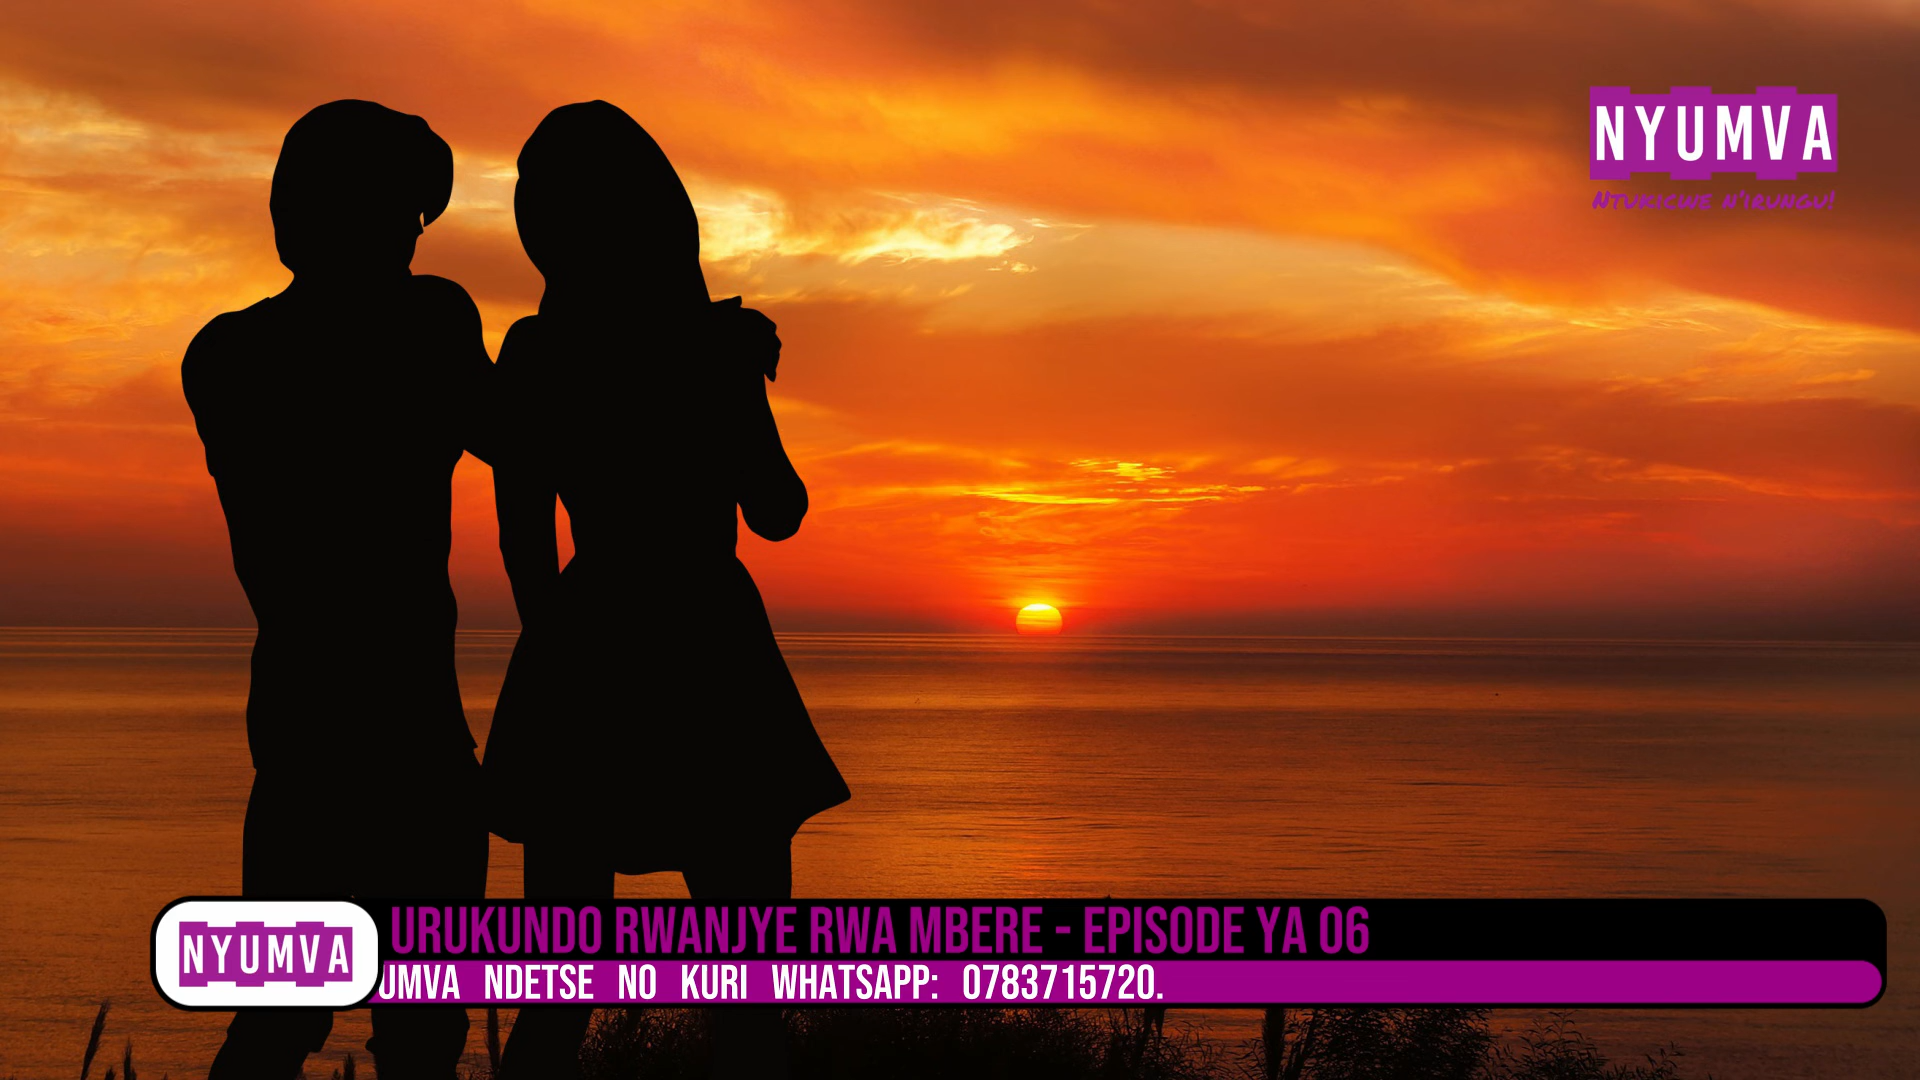 NYUMVA
NTUKICWE N'IRUNGU!
URUKUNDO RWANJYE RWA MBERE - EPISODE YA 06
NYUMVA
UMVA NDETSE NO KURI WHATSAPP: 0783715720.